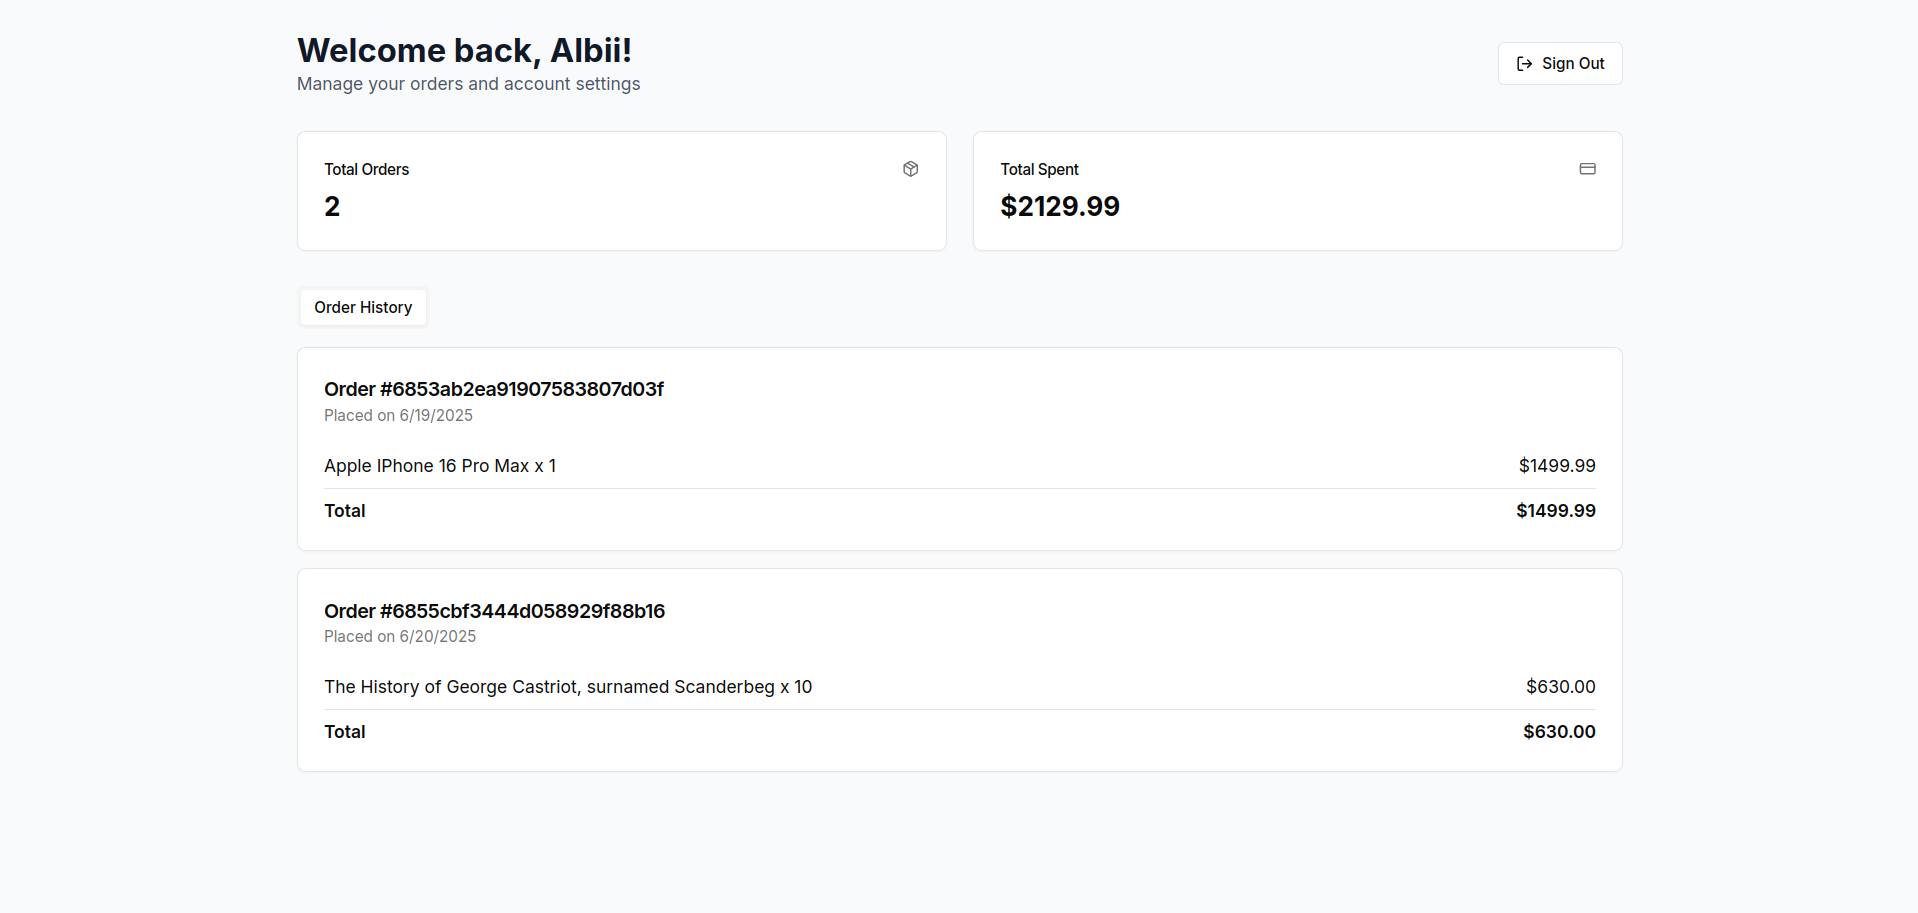 Welcome back, Albii!
Manage your orders and account settings
Sign Out
Total Orders
2
Total Spent
$2129.99
Order History
Order #6853ab2ea91907583807d03f
Placed on 6/19/2025
Apple IPhone 16 Pro Max x 1 $1499.99
Total $1499.99
Order #6855cbf3444d058929f88b16
Placed on 6/20/2025
The History of George Castriot, surnamed Scanderbeg x 10 $630.00
Total $630.00